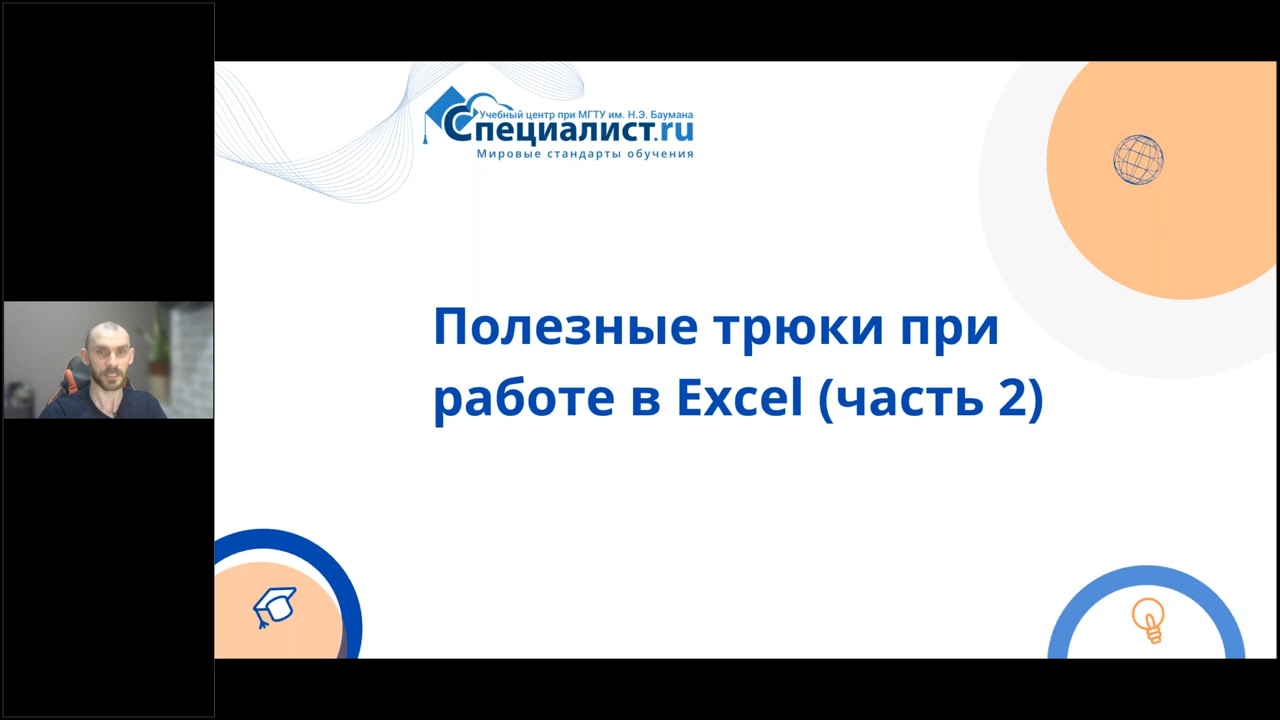 Учебный центр при МГТУ им. Н.Э. Баумана
Специалист.ru
Мировые стандарты обучения
Полезные трюки при
работе в Excel (часть 2)